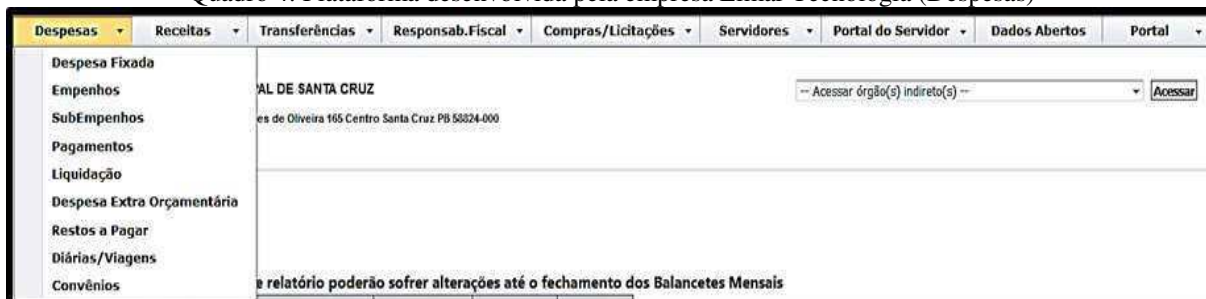 Despesas Receitas Transferências Responsab.Fiscal Compras/Licitações Servidores Portal do Servidor Dados Abertos Portal
Despesa Fixada
Empenhos
AL DE SANTA CRUZ
-- Acessar órgão(s) indireto(s) --
Acessar
SubEmpenhos
es de Oliveira 165 Centro Santa Cruz PB 58824-000
Pagamentos
Liquidação
Despesa Extra Orçamentária
Restos a Pagar
Diárias/Viagens
Convênios
e relatório poderão sofrer alterações até o fechamento dos Balancetes Mensais